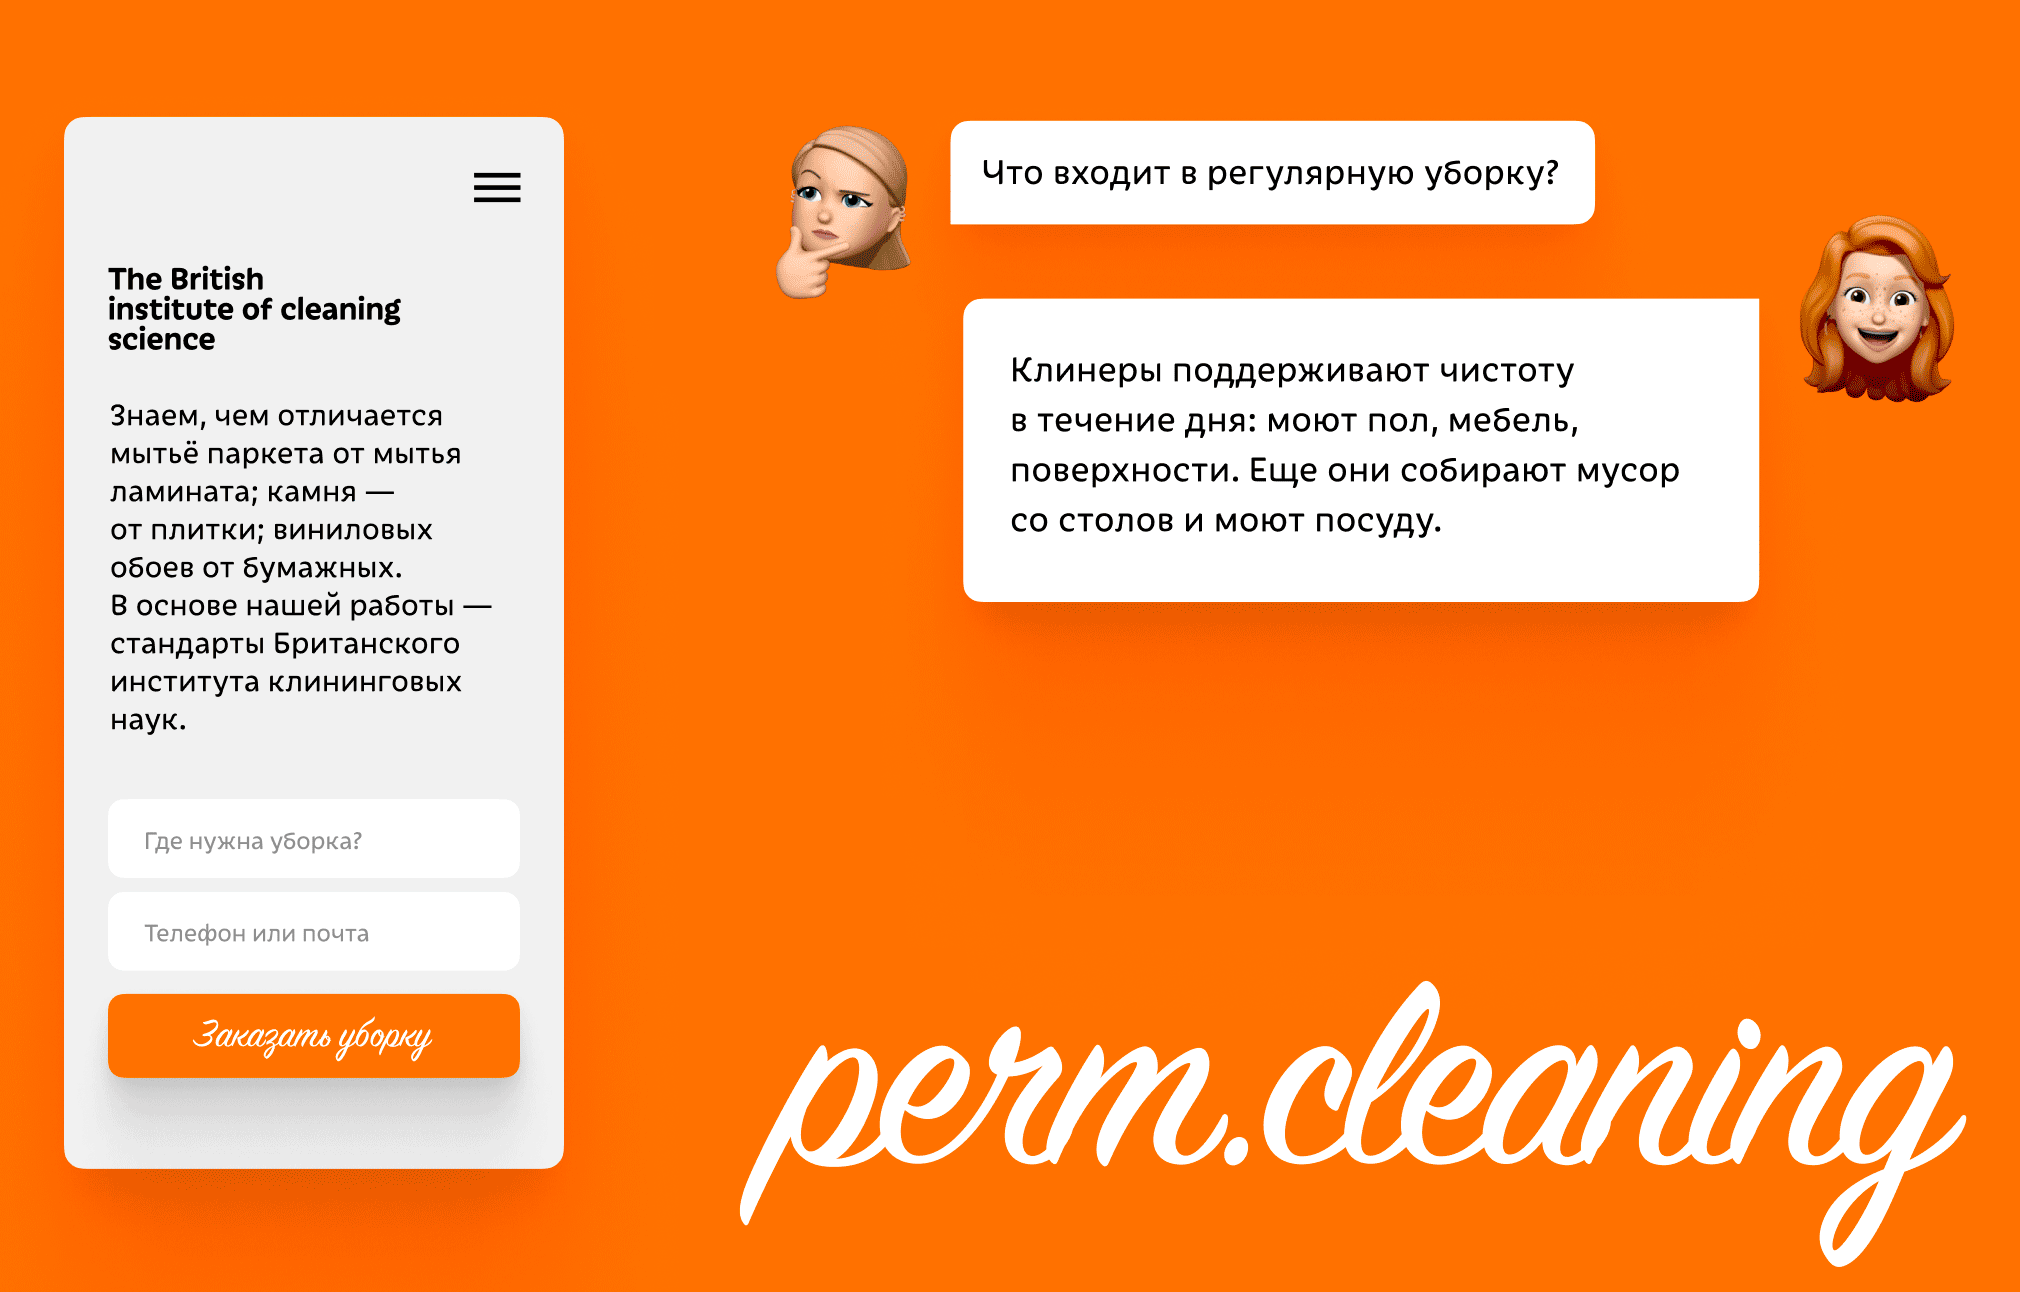 The British
institute of cleaning
science
Знаем, чем отличается
мытьё паркета от мытья
ламината; камня —
от плитки; виниловых
обоев от бумажных.
В основе нашей работы —
стандарты Британского
института клининговых
наук.
Где нужна уборка?
Телефон или почта
Заказать уборку
Что входит в регулярную уборку?
Клинеры поддерживают чистоту
в течение дня: моют пол, мебель,
поверхности. Еще они собирают мусор
со столов и моют посуду.
perm.cleaning